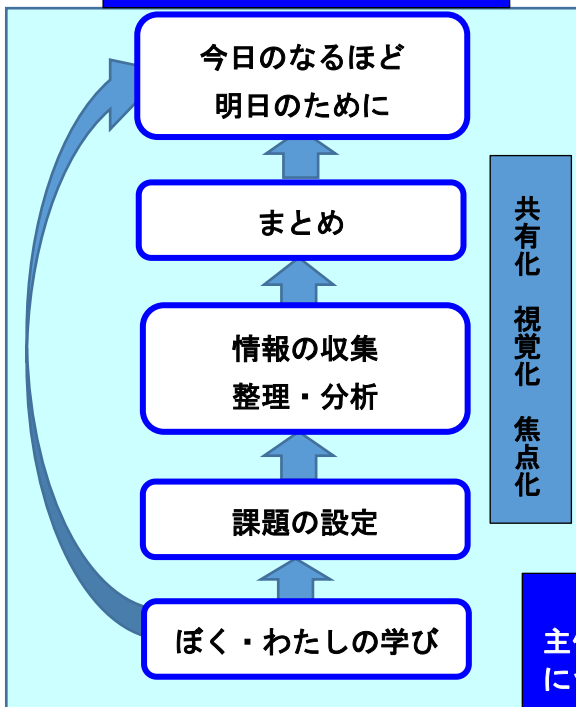 今日のなるほど
明日のために
まとめ
情報の収集
整理・分析
課題の設定
ぼく・わたしの学び
共有化 視覚化 焦点化
主
に